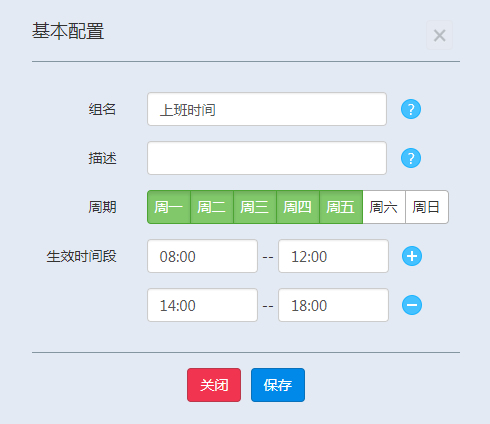 基本配置 ×
组名 上班时间 ?
描述 ?
周期 周一 周二 周三 周四 周五 周六 周日
生效时间段 08:00 -- 12:00 +
14:00 -- 18:00 −
关闭 保存